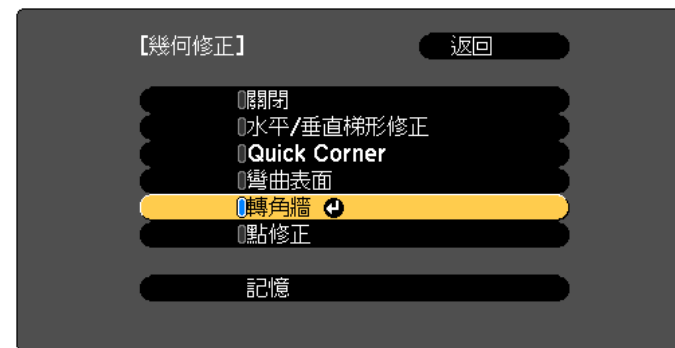 [幾何修正]
返回
關閉
水平/垂直梯形修正
Quick Corner
彎曲表面
轉角牆
點修正
記憶